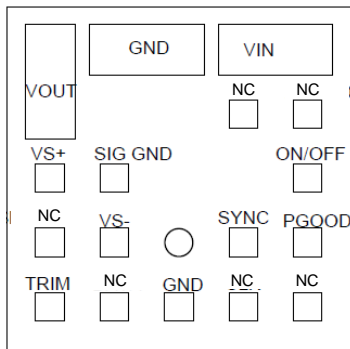 GND VIN
VOUT NC NC
VS+ SIG GND ON/OFF
NC VS- SYNC PGOOD
TRIM NC GND NC NC